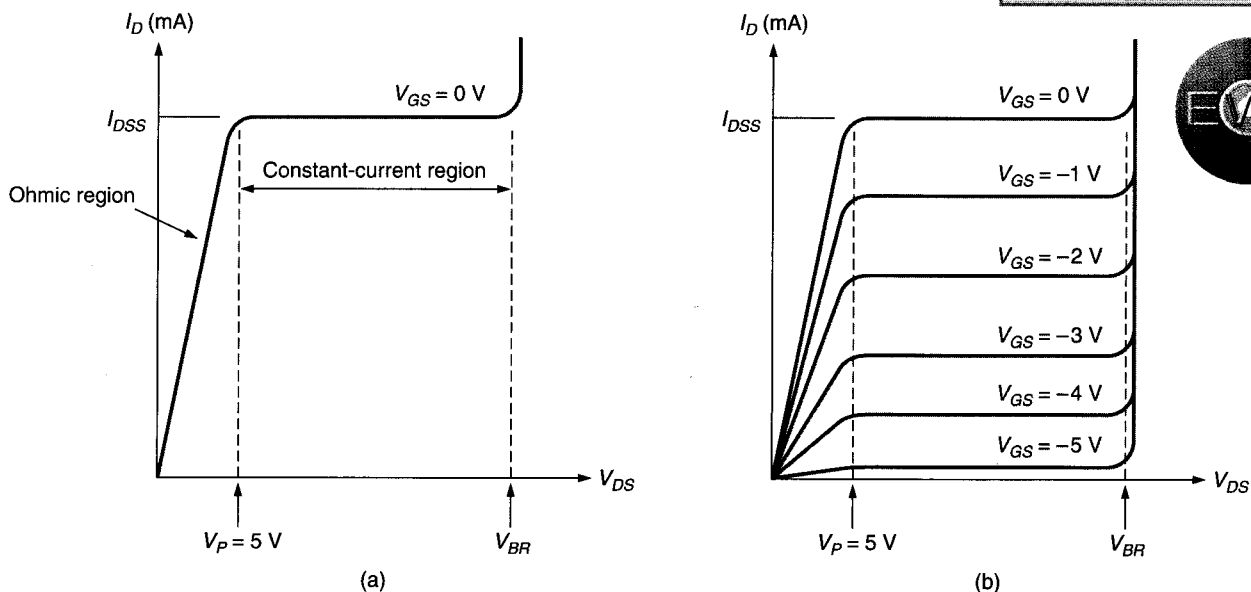 I_D (mA)
V_GS = 0 V
I_DSS
Constant-current region
Ohmic region
V_DS
V_P = 5 V
V_BR
(a)
I_D (mA)
V_GS = 0 V
I_DSS
V_GS = −1 V
V_GS = −2 V
V_GS = −3 V
V_GS = −4 V
V_GS = −5 V
V_DS
V_P = 5 V
V_BR
(b)